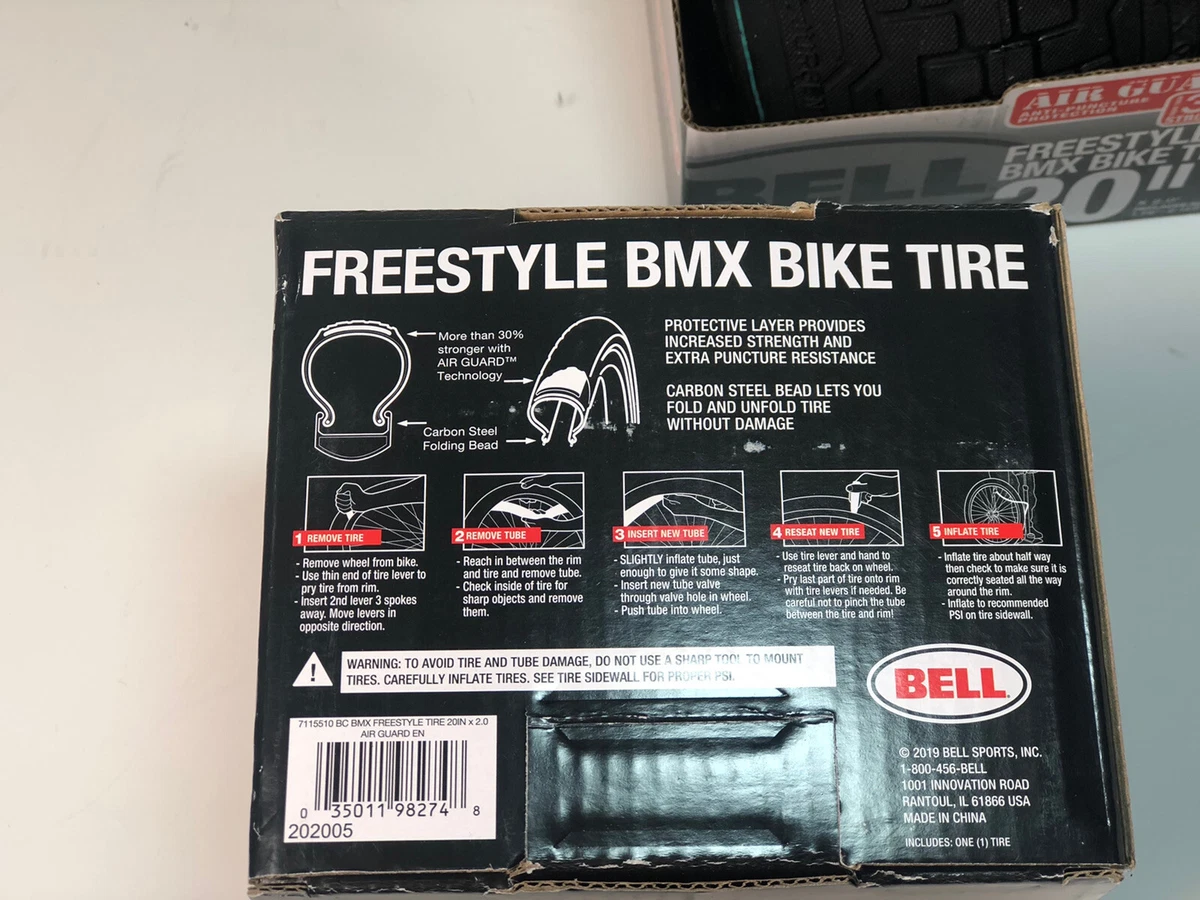 AIR GUA
ANTI-PUNCTURE
PROTECTION
BELL
FREESTYLE
BMX BIKE T
20"
FREESTYLE BMX BIKE TIRE
More than 30%
stronger with
AIR GUARD™
Technology
Carbon Steel
Folding Bead
PROTECTIVE LAYER PROVIDES
INCREASED STRENGTH AND
EXTRA PUNCTURE RESISTANCE
CARBON STEEL BEAD LETS YOU
FOLD AND UNFOLD TIRE
WITHOUT DAMAGE
1 REMOVE TIRE
- Remove wheel from bike.
- Use thin end of tire lever to
pry tire from rim.
- Insert 2nd lever 3 spokes
away. Move levers in
opposite direction.
2 REMOVE TUBE
- Reach in between the rim
and tire and remove tube.
- Check inside of tire for
sharp objects and remove
them.
3 INSERT NEW TUBE
- SLIGHTLY inflate tube, just
enough to give it some shape.
- Insert new tube valve
through valve hole in wheel.
- Push tube into wheel.
4 RESEAT NEW TIRE
- Use tire lever and hand to
reseat tire back on wheel.
- Pry last part of tire onto rim
with tire levers if needed. Be
careful not to pinch the tube
between the tire and rim!
5 INFLATE TIRE
- Inflate tire about half way
then check to make sure it is
correctly seated all the way
around the rim.
- Inflate to recommended
PSI on tire sidewall.
WARNING: TO AVOID TIRE AND TUBE DAMAGE, DO NOT USE A SHARP TOOL TO MOUNT
TIRES. CAREFULLY INFLATE TIRES. SEE TIRE SIDEWALL FOR PROPER PSI.
BELL
7115510 BC BMX FREESTYLE TIRE 20IN x 2.0
AIR GUARD EN
0 35011 98274 8
202005
© 2019 BELL SPORTS, INC.
1-800-456-BELL
1001 INNOVATION ROAD
RANTOUL, IL 61866 USA
MADE IN CHINA
INCLUDES: ONE (1) TIRE